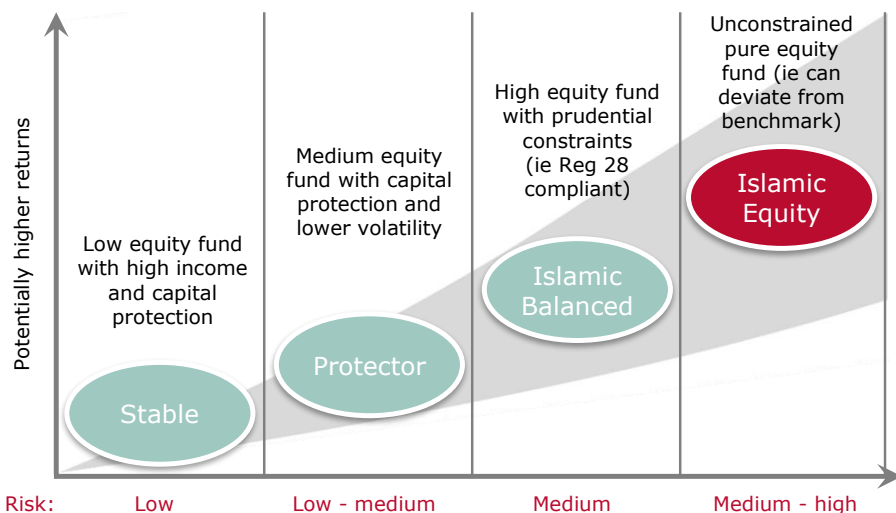 Potentially higher returns
Low equity fund
with high income
and capital
protection
Stable
Medium equity
fund with capital
protection and
lower volatility
Protector
High equity fund
with prudential
constraints
(ie Reg 28
compliant)
Islamic
Balanced
Unconstrained
pure equity
fund (ie can
deviate from
benchmark)
Islamic
Equity
Risk:
Low
Low - medium
Medium
Medium - high